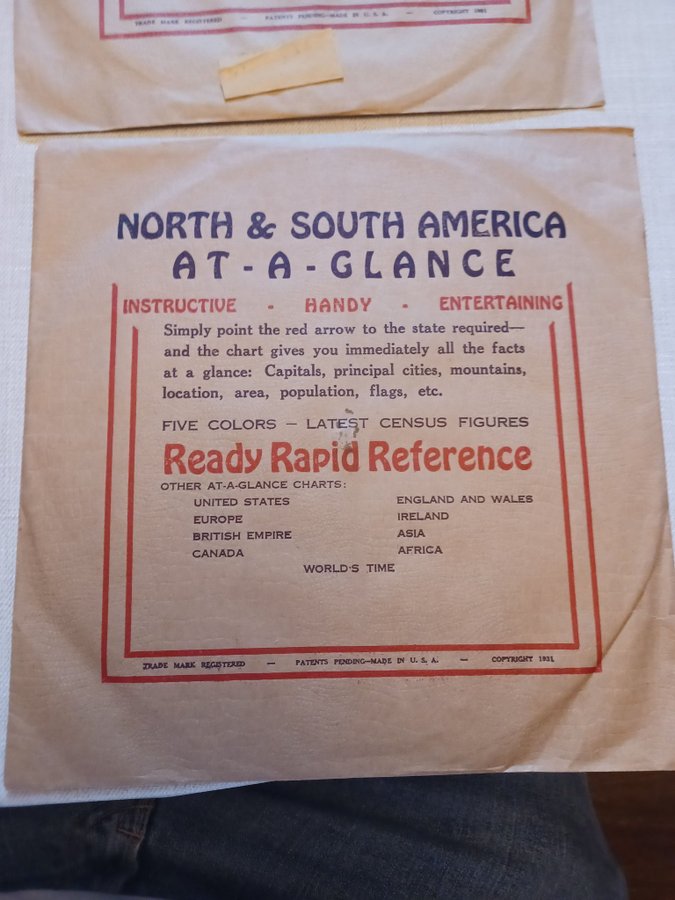 TRADE MARK REGISTERED — PATENTS PENDING—MADE IN U. S. A. — COPYRIGHT 1931
NORTH & SOUTH AMERICA
AT-A-GLANCE
INSTRUCTIVE - HANDY - ENTERTAINING
Simply point the red arrow to the state required—
and the chart gives you immediately all the facts
at a glance: Capitals, principal cities, mountains,
location, area, population, flags, etc.
FIVE COLORS — LATEST CENSUS FIGURES
Ready Rapid Reference
OTHER AT-A-GLANCE CHARTS:
UNITED STATES ENGLAND AND WALES
EUROPE IRELAND
BRITISH EMPIRE ASIA
CANADA AFRICA
WORLD'S TIME
TRADE MARK REGISTERED — PATENTS PENDING—MADE IN U. S. A. — COPYRIGHT 1931